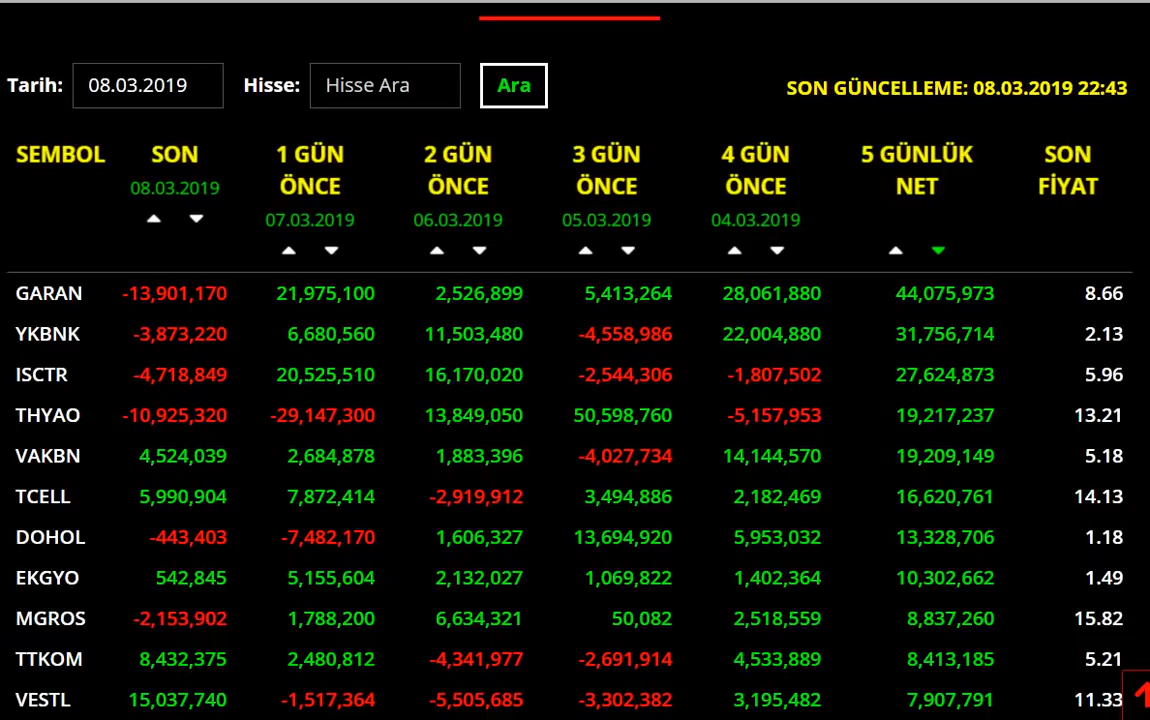 Tarih: 08.03.2019 Hisse: Hisse Ara Ara SON GÜNCELLEME: 08.03.2019 22:43
SEMBOL SON 1 GÜN 2 GÜN 3 GÜN 4 GÜN 5 GÜNLÜK SON
08.03.2019 ÖNCE ÖNCE ÖNCE ÖNCE NET FİYAT
07.03.2019 06.03.2019 05.03.2019 04.03.2019
GARAN -13,901,170 21,975,100 2,526,899 5,413,264 28,061,880 44,075,973 8.66
YKBNK -3,873,220 6,680,560 11,503,480 -4,558,986 22,004,880 31,756,714 2.13
ISCTR -4,718,849 20,525,510 16,170,020 -2,544,306 -1,807,502 27,624,873 5.96
THYAO -10,925,320 -29,147,300 13,849,050 50,598,760 -5,157,953 19,217,237 13.21
VAKBN 4,524,039 2,684,878 1,883,396 -4,027,734 14,144,570 19,209,149 5.18
TCELL 5,990,904 7,872,414 -2,919,912 3,494,886 2,182,469 16,620,761 14.13
DOHOL -443,403 -7,482,170 1,606,327 13,694,920 5,953,032 13,328,706 1.18
EKGYO 542,845 5,155,604 2,132,027 1,069,822 1,402,364 10,302,662 1.49
MGROS -2,153,902 1,788,200 6,634,321 50,082 2,518,559 8,837,260 15.82
TTKOM 8,432,375 2,480,812 -4,341,977 -2,691,914 4,533,889 8,413,185 5.21
VESTL 15,037,740 -1,517,364 -5,505,685 -3,302,382 3,195,482 7,907,791 11.33